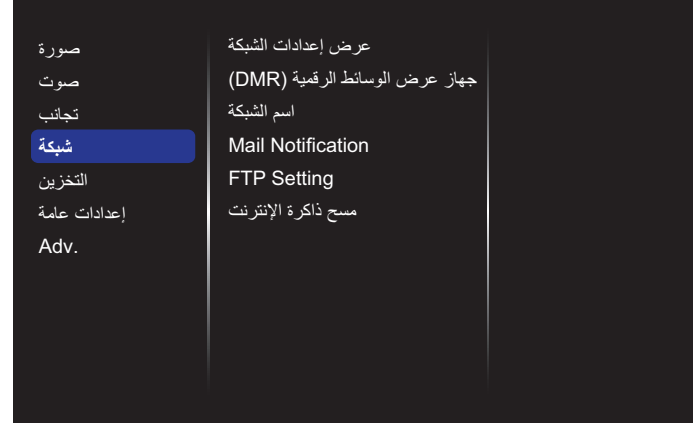 صورة
صوت
تجانب
شبكة
التخزين
إعدادات عامة
Adv.
عرض إعدادات الشبكة
جهاز عرض الوسائط الرقمية (DMR)
اسم الشبكة
Mail Notification
FTP Setting
مسح ذاكرة الإنترنت